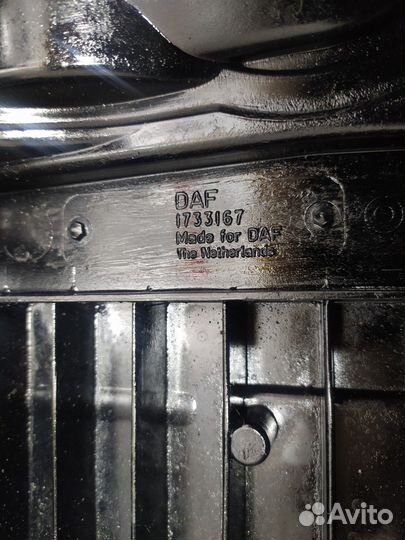 DAF
1733167
Made for DAF
The Netherlands
Avito